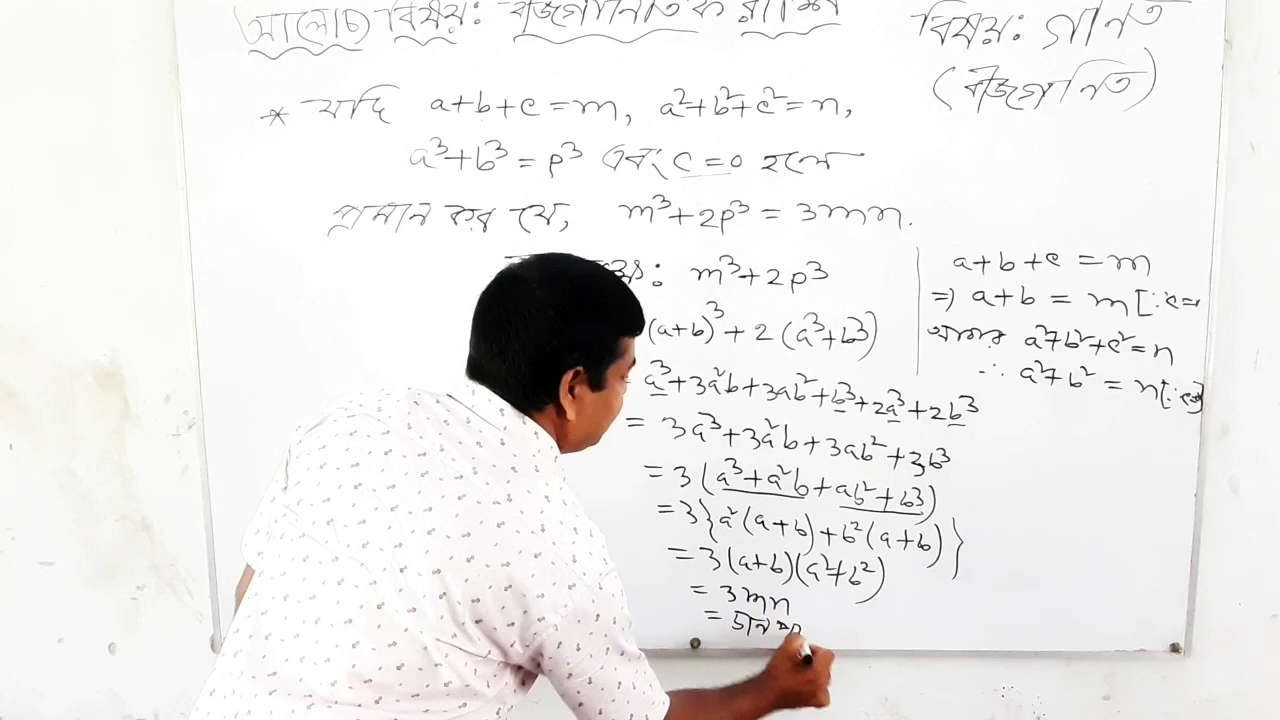 আলোচ্য বিষয়: বীজগণিতিক রাশি
বিষয়: গণিত
(বীজগণিত)
* যদি a+b+c=m, a²+b²+c²=n,
a³+b³=p³ এবং c=0 হলে
প্রমান কর যে, m³+2p³=3mn.
: m³+2p³
(a+b)³+2(a³+b³)
a³+3a²b+3ab²+b³+2a³+2b³
= 3a³+3a²b+3ab²+3b³
=3(a³+a²b+ab²+b³)
=3{a²(a+b)+b²(a+b)}
=3(a+b)(a²+b²)
= 3mn
= ডান
a+b+c=m
=> a+b=m[∵c=
আবার a²+b²+c²=n
∴ a²+b²=n[∵c=0]